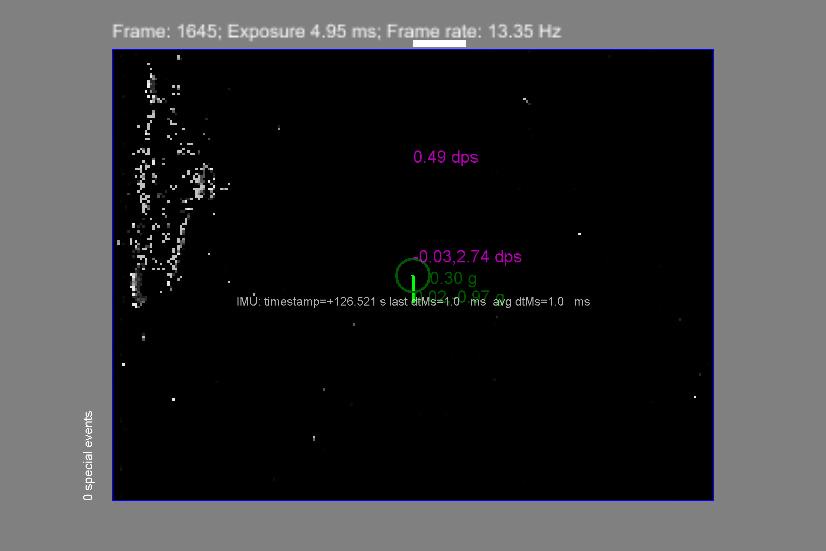 Frame: 1645; Exposure 4.95 ms; Frame rate: 13.35 Hz
0.49 dps
-0.03,2.74 dps
0.30 g
0.97 g
IMU: timestamp=+126.521 s last dtMs=1.0 ms avg dtMs=1.0 ms
0 special events